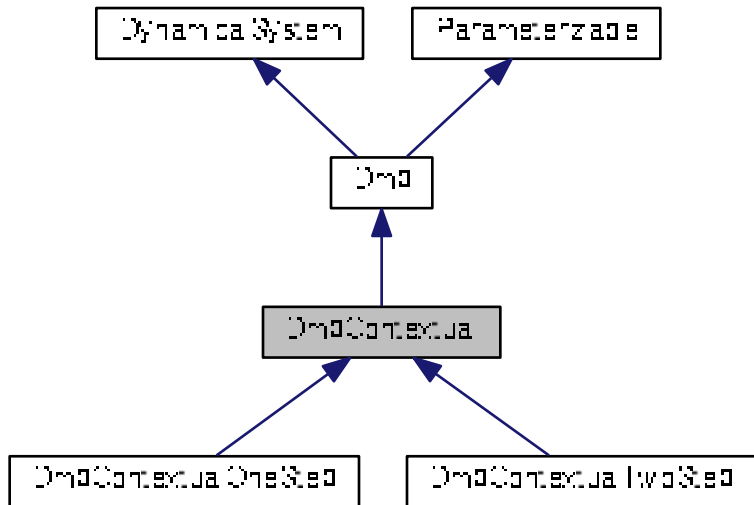 DynamicalSystem
Parameterizable
Dmp
DmpContextual
DmpContextualOneStep
DmpContextualTwoStep